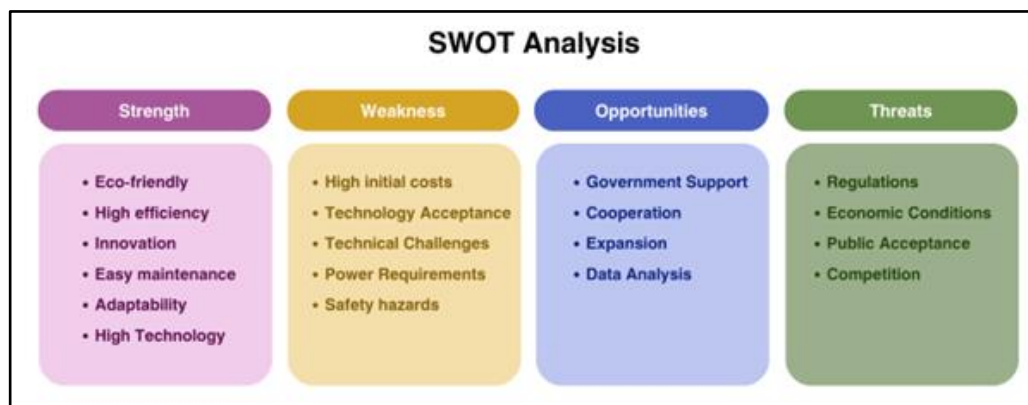 SWOT Analysis
Strength
• Eco-friendly
• High efficiency
• Innovation
• Easy maintenance
• Adaptability
• High Technology
Weakness
• High initial costs
• Technology Acceptance
• Technical Challenges
• Power Requirements
• Safety hazards
Opportunities
• Government Support
• Cooperation
• Expansion
• Data Analysis
Threats
• Regulations
• Economic Conditions
• Public Acceptance
• Competition